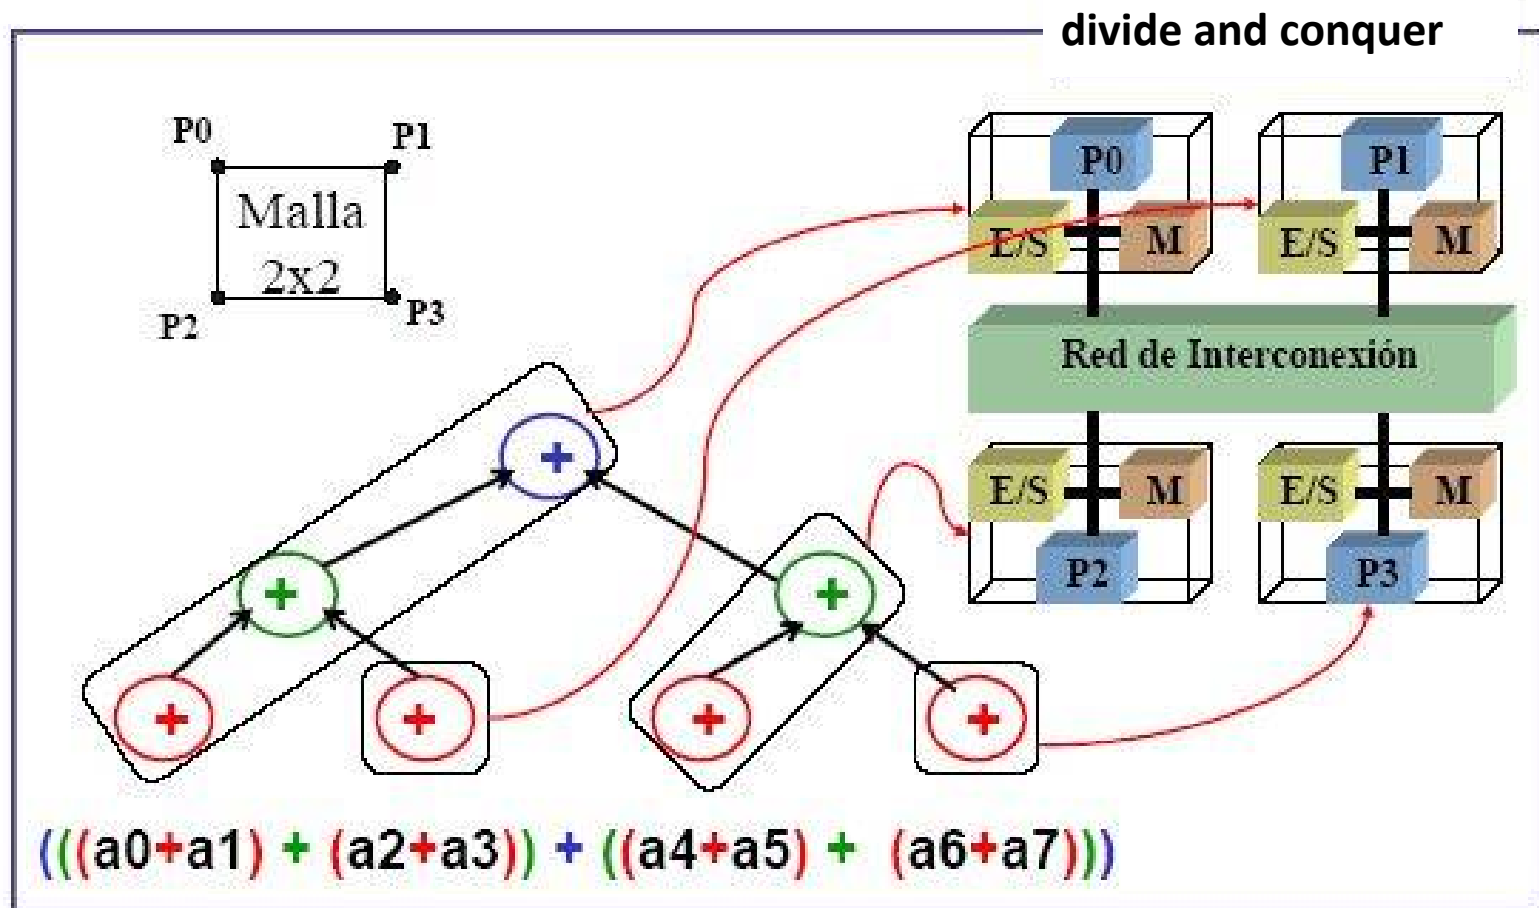 divide and conquer
P0
P1
Malla
2x2
P2
P3
P0
E/S
M
P1
E/S
M
Red de Interconexión
E/S
M
P2
E/S
M
P3
+
+
+
+
+
+
+
(((a0+a1) + (a2+a3)) + ((a4+a5) + (a6+a7)))